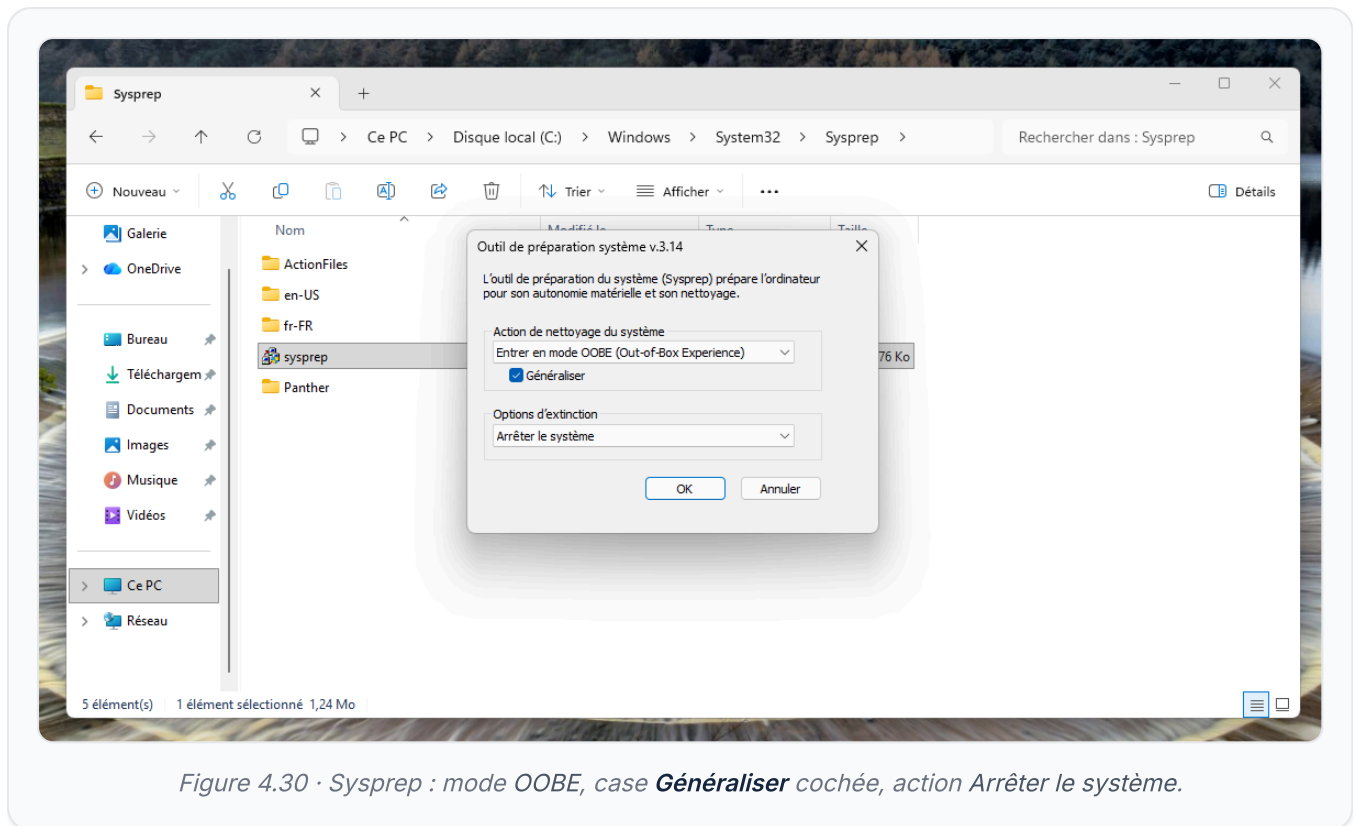 Sysprep
Ce PC > Disque local (C:) > Windows > System32 > Sysprep >
Rechercher dans : Sysprep
Nouveau
Trier
Afficher
Détails
Galerie
OneDrive
Bureau
Téléchargem
Documents
Images
Musique
Vidéos
Ce PC
Réseau
Nom
Modifié le
Type
Taille
ActionFiles
en-US
fr-FR
sysprep
76 Ko
Panther
Outil de préparation système v.3.14
L'outil de préparation du système (Sysprep) prépare l'ordinateur
pour son autonomie matérielle et son nettoyage.
Action de nettoyage du système
Entrer en mode OOBE (Out-of-Box Experience)
Généraliser
Options d'extinction
Arrêter le système
OK
Annuler
5 élément(s)
1 élément sélectionné 1,24 Mo
Figure 4.30 · Sysprep : mode OOBE, case Généraliser cochée, action Arrêter le système.